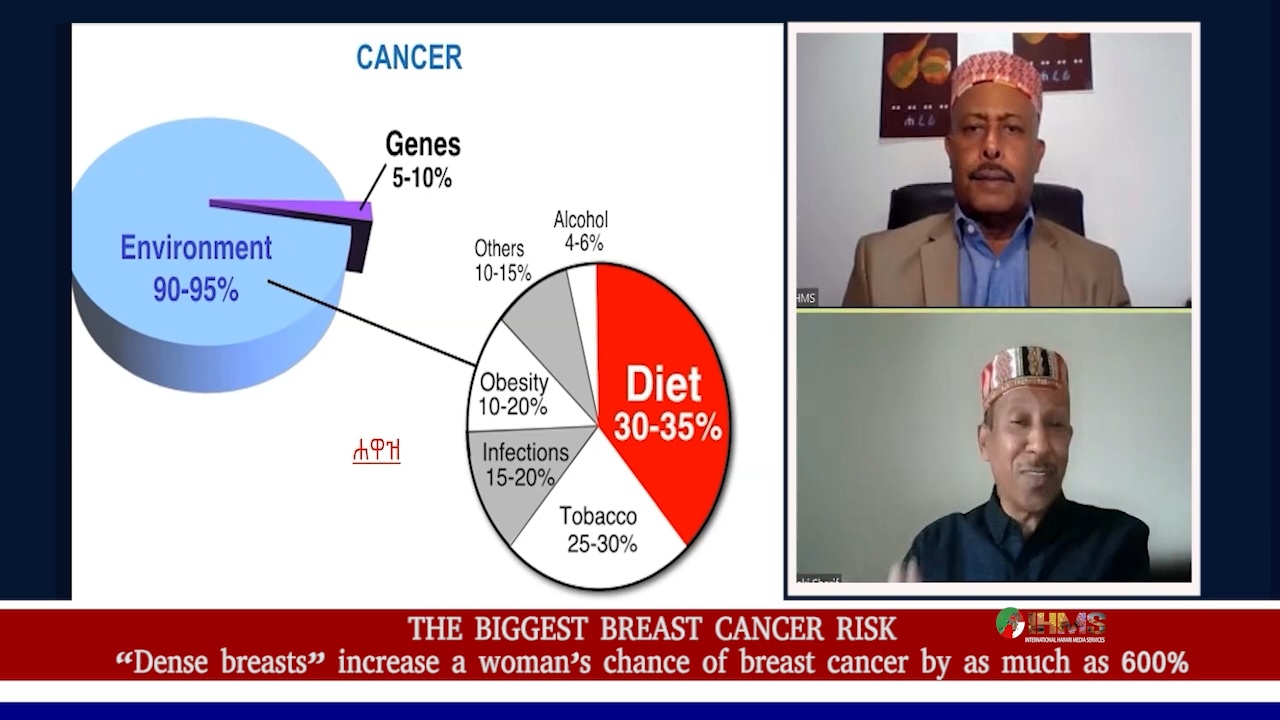 CANCER
Genes
5-10%
Environment
90-95%
Alcohol
4-6%
Others
10-15%
Diet
30-35%
Obesity
10-20%
Infections
15-20%
Tobacco
25-30%
ሐዋዝ
HMS
THE BIGGEST BREAST CANCER RISK
IHMS
INTERNATIONAL HARARI MEDIA SERVICES
“Dense breasts” increase a woman’s chance of breast cancer by as much as 600%